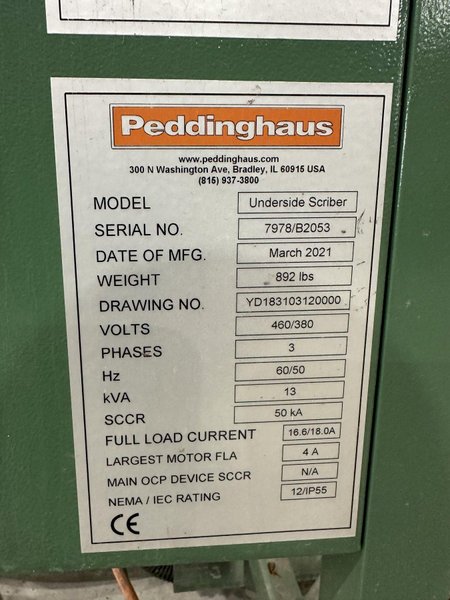 Peddinghaus
www.peddinghaus.com
300 N Washington Ave, Bradley, IL 60915 USA
(815) 937-3800
MODEL Underside Scriber
SERIAL NO. 7978/B2053
DATE OF MFG. March 2021
WEIGHT 892 lbs
DRAWING NO. YD183103120000
VOLTS 460/380
PHASES 3
Hz 60/50
kVA 13
SCCR 50 kA
FULL LOAD CURRENT 16.6/18.0A
LARGEST MOTOR FLA 4 A
MAIN OCP DEVICE SCCR N/A
NEMA / IEC RATING 12/IP55
CE